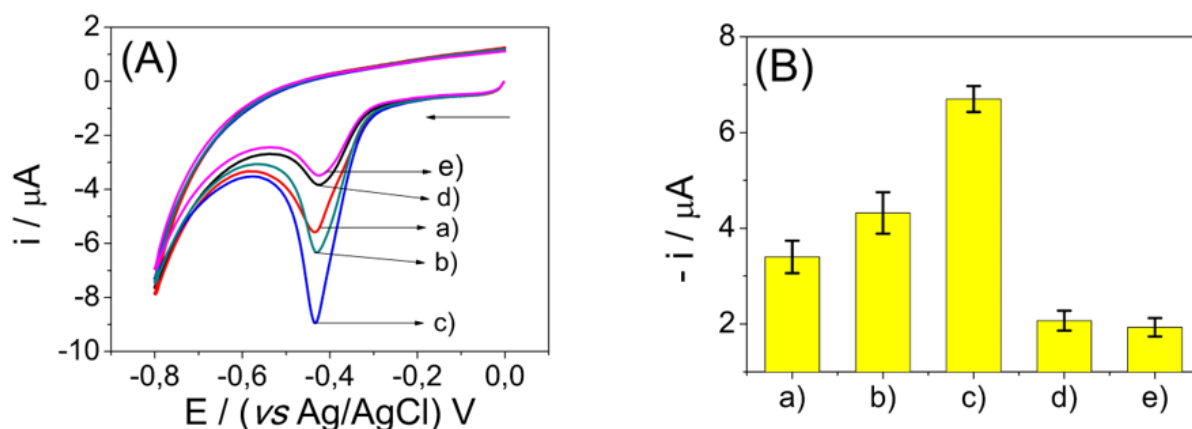 (A)
2
0
-2
-4
-6
-8
-10
i / µA
e)
d)
a)
b)
c)
-0,8
-0,6
-0,4
-0,2
0,0
E / (vs Ag/AgCl) V
(B)
8
6
4
2
- i / µA
a)
b)
c)
d)
e)